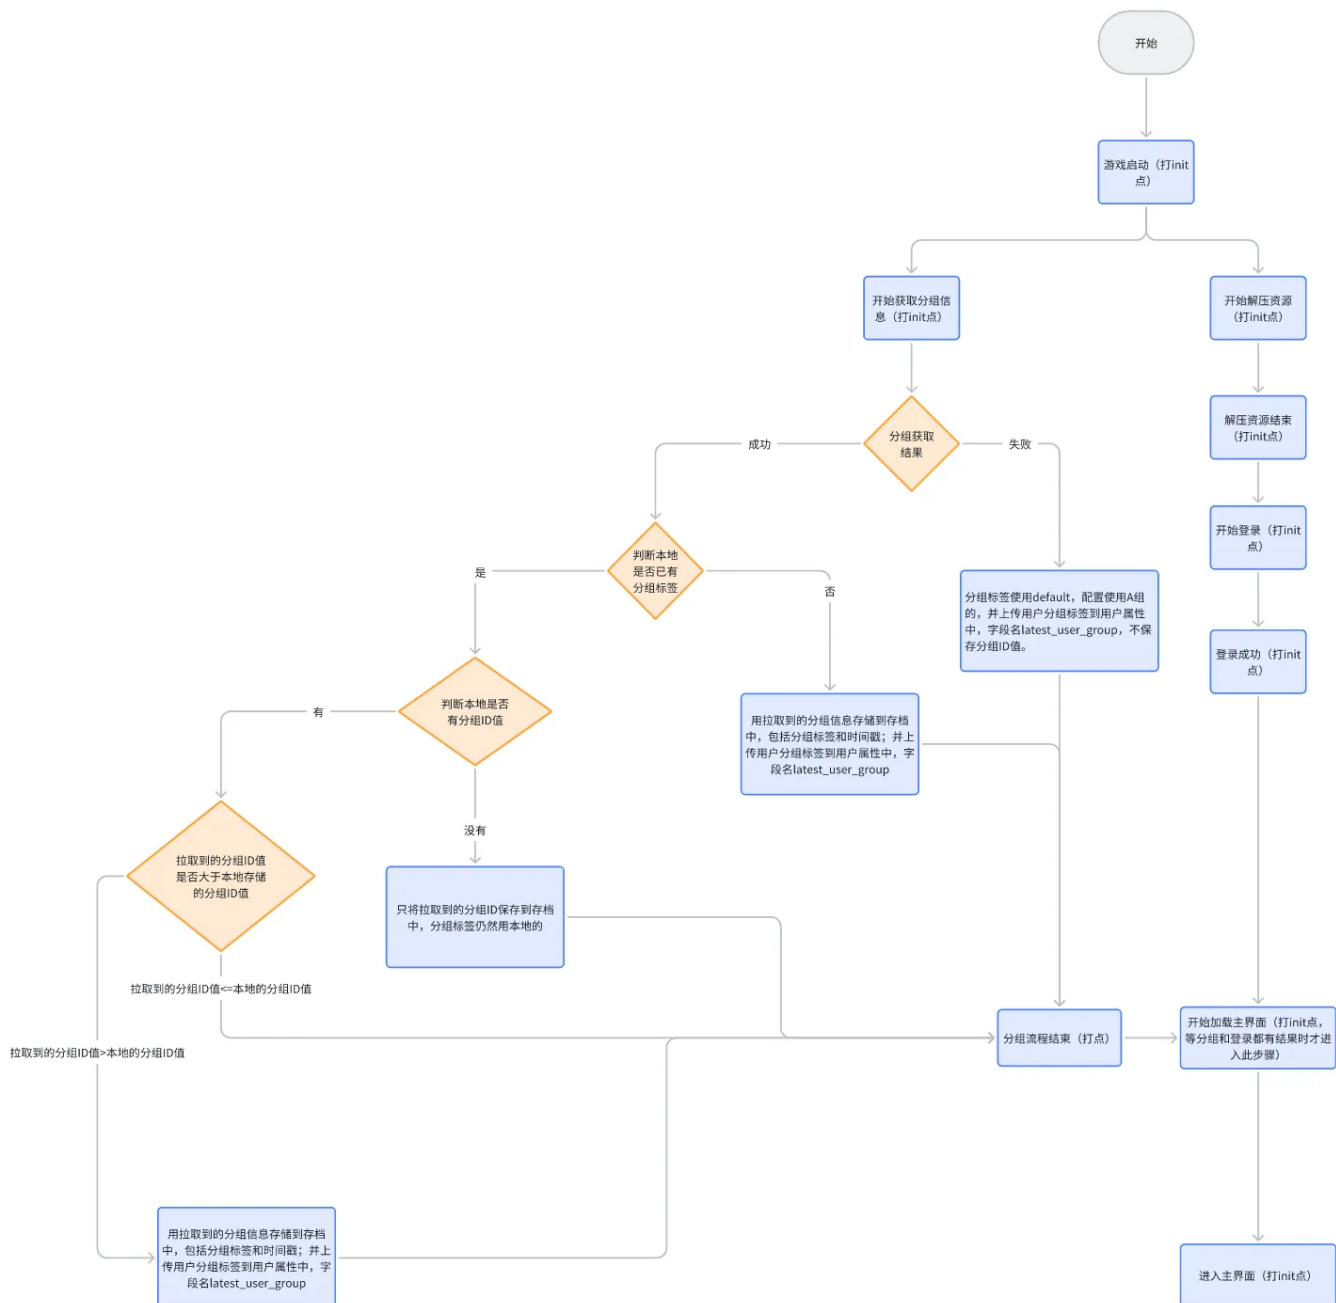 开始
游戏启动（打init
点）
开始获取分组信
息（打init点）
开始解压资源
（打init点）
分组获取
结果
成功
失败
解压资源结束
（打init点）
开始登录（打init
点）
判断本地
是否已有
分组标签
是
否
分组标签使用default，配置使用A组
的，并上传用户分组标签到用户属性
中，字段名latest_user_group，不保
存分组ID值。
登录成功（打init
点）
判断本地是否
有分组ID值
有
没有
用拉取到的分组信息存储到存档
中，包括分组标签和时间戳；并上
传用户分组标签到用户属性中，字
段名latest_user_group
拉取到的分组ID值
是否大于本地存储
的分组ID值
只将拉取到的分组ID保存到存档
中，分组标签仍然用本地的
拉取到的分组ID值<=本地的分组ID值
拉取到的分组ID值>本地的分组ID值
分组流程结束（打点）
开始加载主界面（打init点，
等分组和登录都有结果时才进
入此步骤）
用拉取到的分组信息存储到存档
中，包括分组标签和时间戳；并上
传用户分组标签到用户属性中，字
段名latest_user_group
进入主界面（打init点）